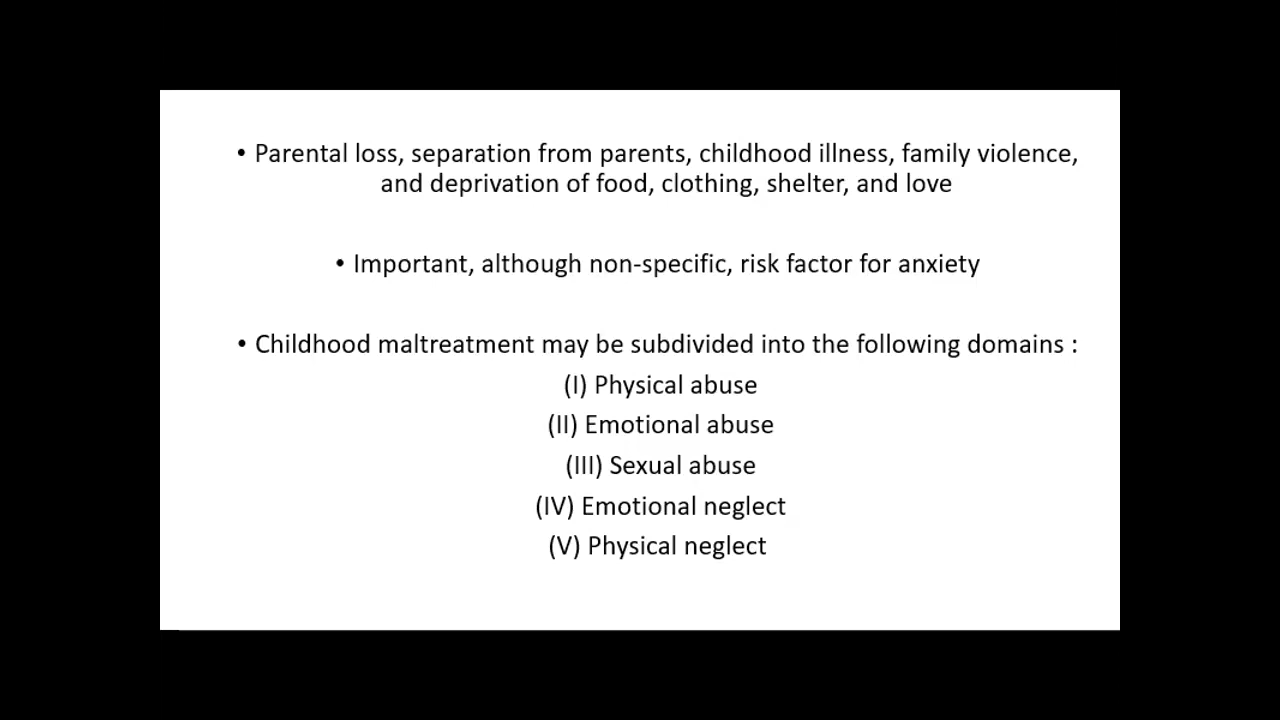 • Parental loss, separation from parents, childhood illness, family violence,
and deprivation of food, clothing, shelter, and love
• Important, although non-specific, risk factor for anxiety
• Childhood maltreatment may be subdivided into the following domains :
(I) Physical abuse
(II) Emotional abuse
(III) Sexual abuse
(IV) Emotional neglect
(V) Physical neglect